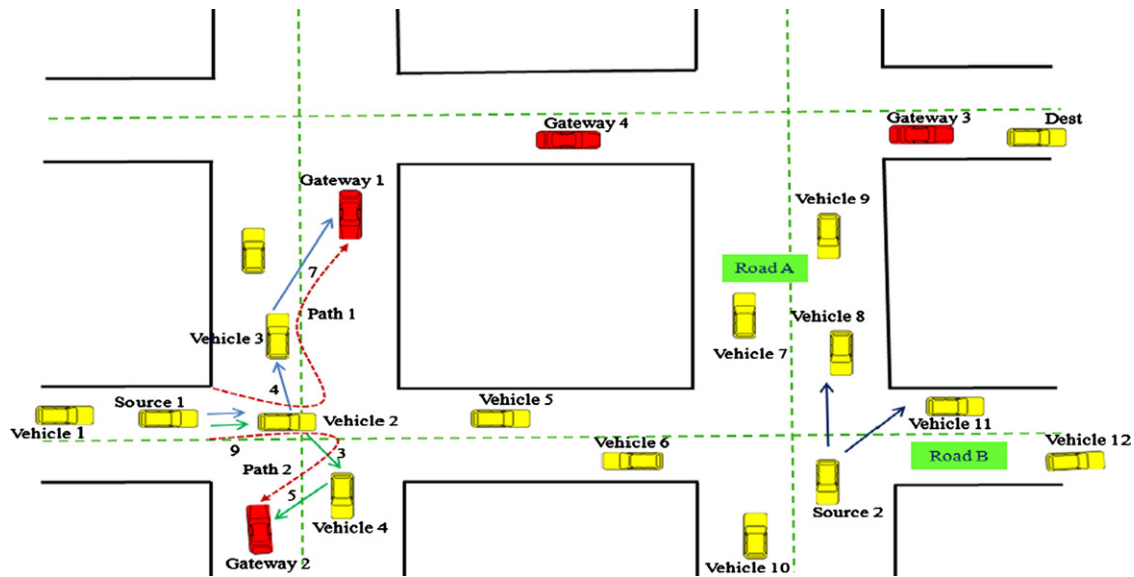 Gateway 4
Gateway 3
Dest
Gateway 1
Vehicle 9
Road A
7
Path 1
Vehicle 8
Vehicle 3
Vehicle 7
4
Source 1
Vehicle 5
Vehicle 1
Vehicle 2
Vehicle 11
9
3
Vehicle 6
Vehicle 12
Path 2
Road B
5
Vehicle 4
Source 2
Gateway 2
Vehicle 10